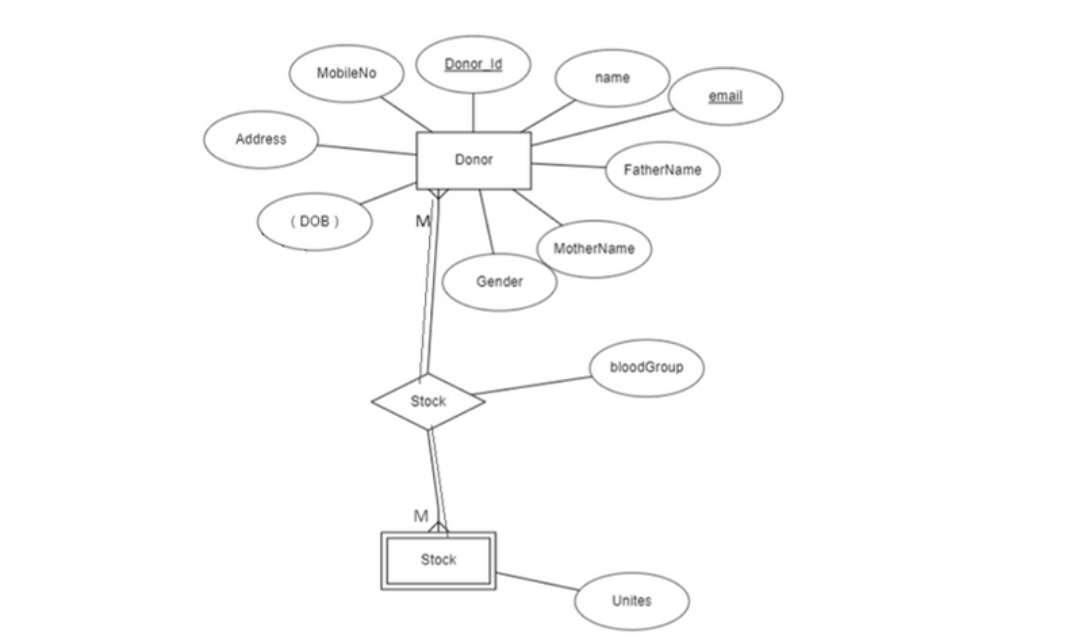 Donor_Id
MobileNo
name
email
Address
Donor
FatherName
( DOB )
M
MotherName
Gender
bloodGroup
Stock
M
Stock
Unites